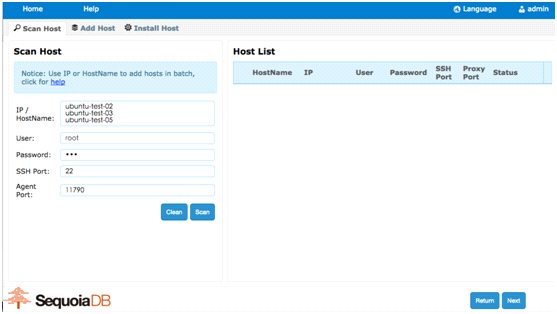 Home Help Language admin
Scan Host Add Host Install Host
Scan Host
Notice: Use IP or HostName to add hosts in batch,
click for help
IP /
HostName:
ubuntu-test-02
ubuntu-test-03
ubuntu-test-05
User: root
Password: •••
SSH Port: 22
Agent
Port:
11790
Clean Scan
Host List
HostName IP User Password SSH
Port Proxy
Port Status
SequoiaDB
Return Next